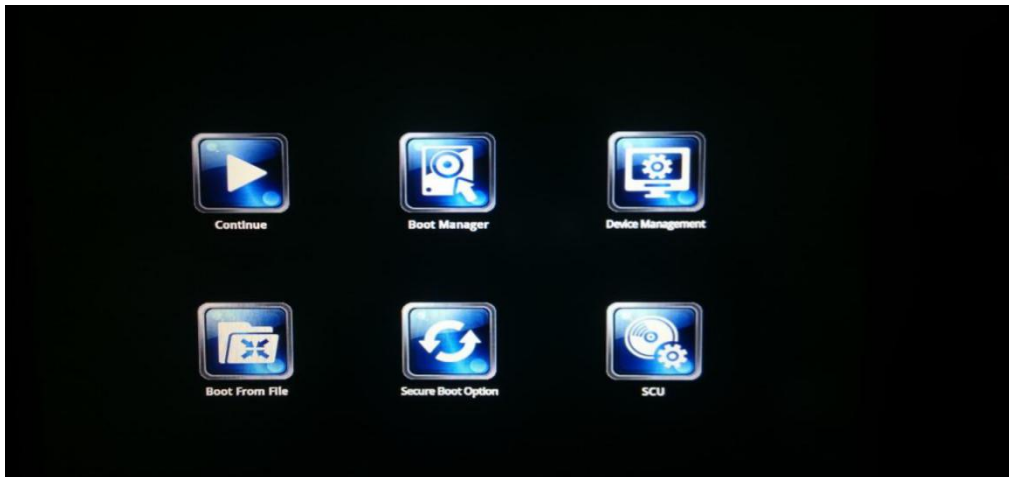 Continue
Boot Manager
Device Management
Boot From File
Secure Boot Option
SCU